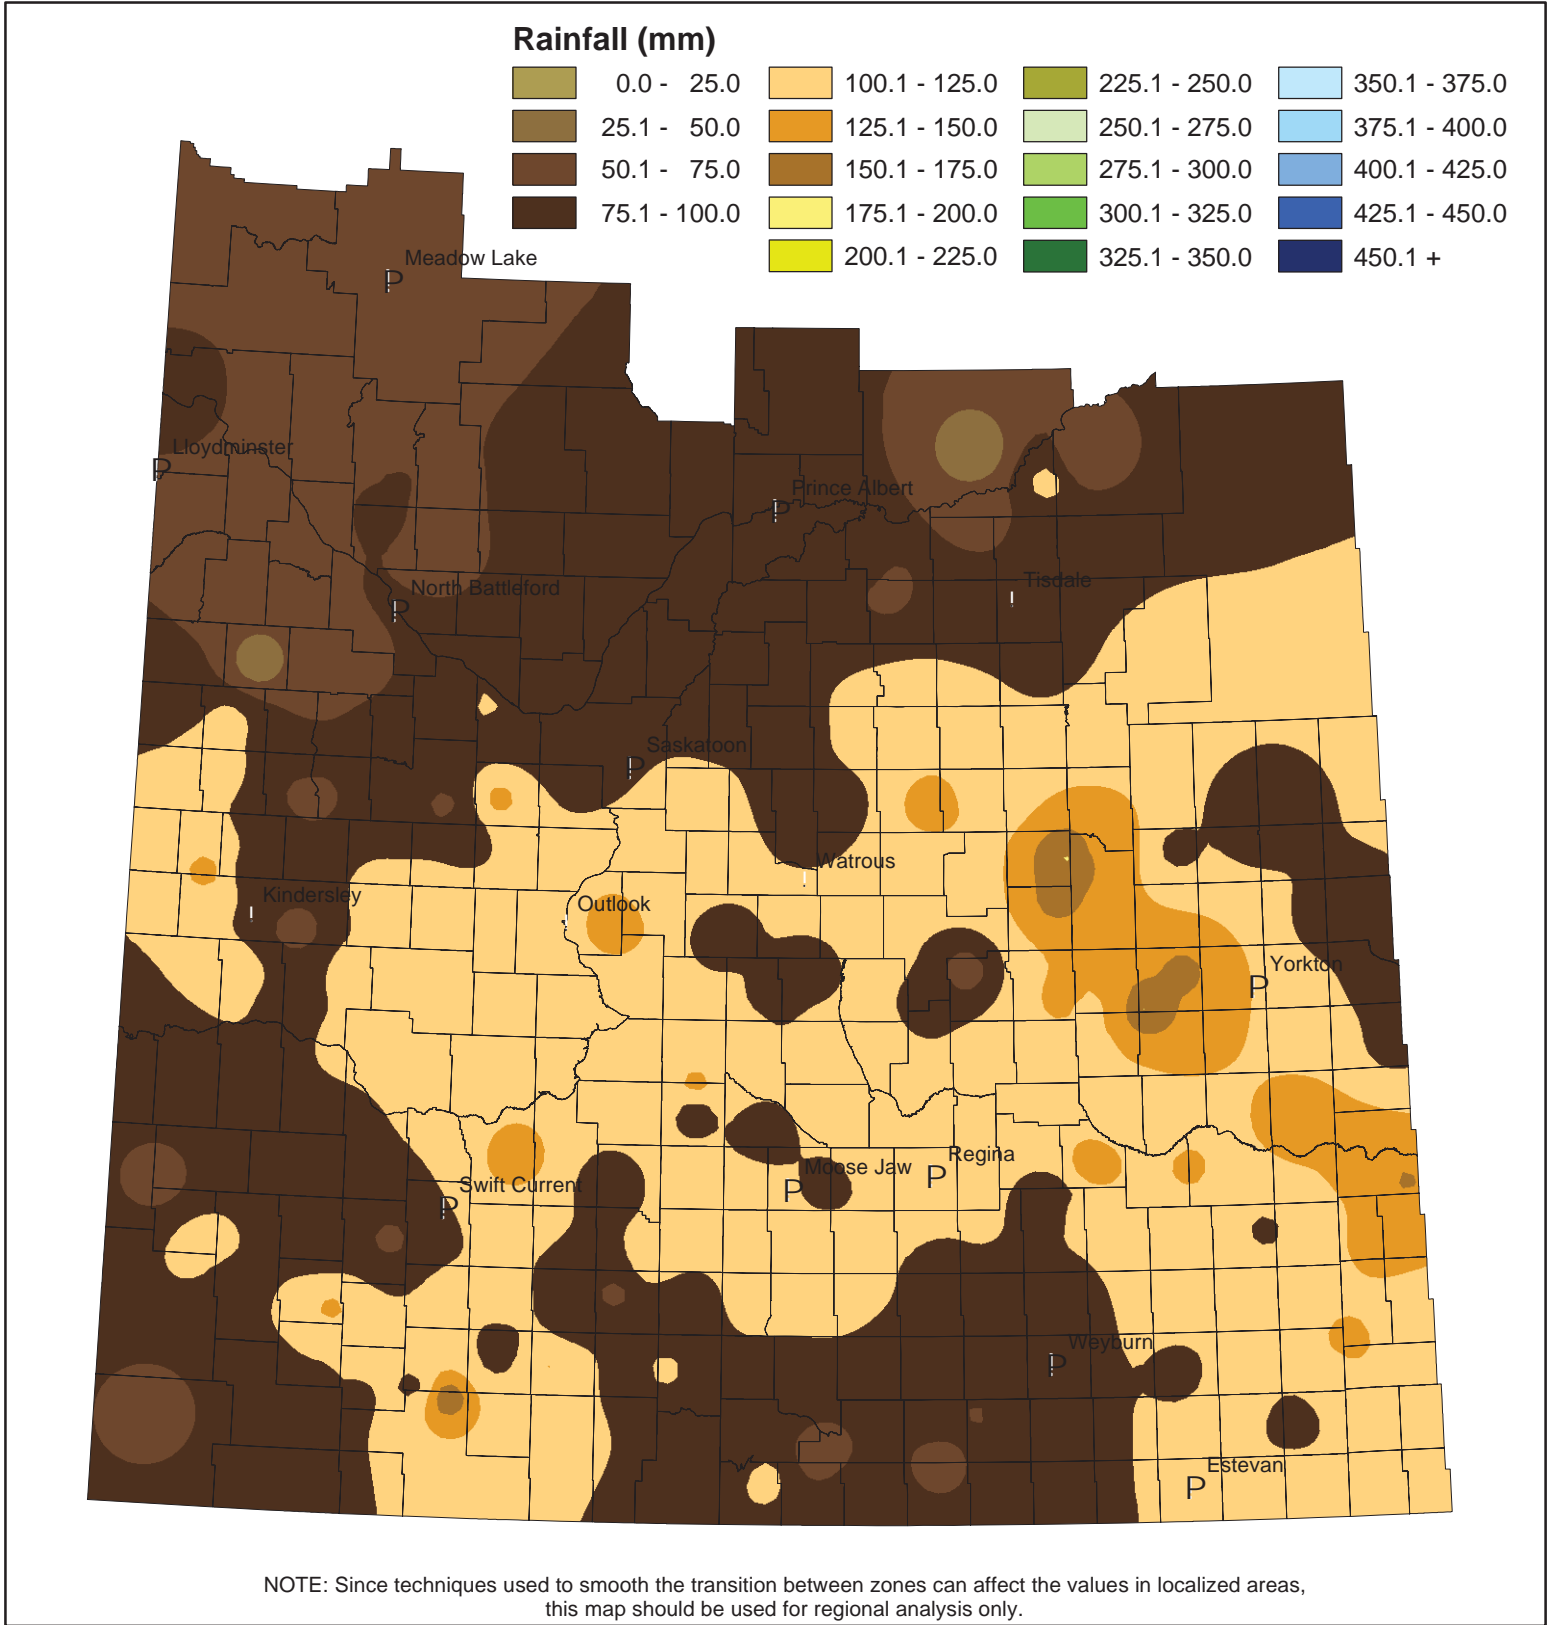 Rainfall (mm)
0.0 - 25.0
25.1 - 50.0
50.1 - 75.0
75.1 - 100.0
100.1 - 125.0
125.1 - 150.0
150.1 - 175.0
175.1 - 200.0
200.1 - 225.0
225.1 - 250.0
250.1 - 275.0
275.1 - 300.0
300.1 - 325.0
325.1 - 350.0
350.1 - 375.0
375.1 - 400.0
400.1 - 425.0
425.1 - 450.0
450.1 +
Meadow Lake
P
Lloydminster
P
Prince Albert
P
North Battleford
P
Tisdale
Saskatoon
P
Watrous
Kindersley
Outlook
Yorkton
P
Regina
P
Moose Jaw
P
Swift Current
P
Weyburn
P
Estevan
P
NOTE: Since techniques used to smooth the transition between zones can affect the values in localized areas,
this map should be used for regional analysis only.